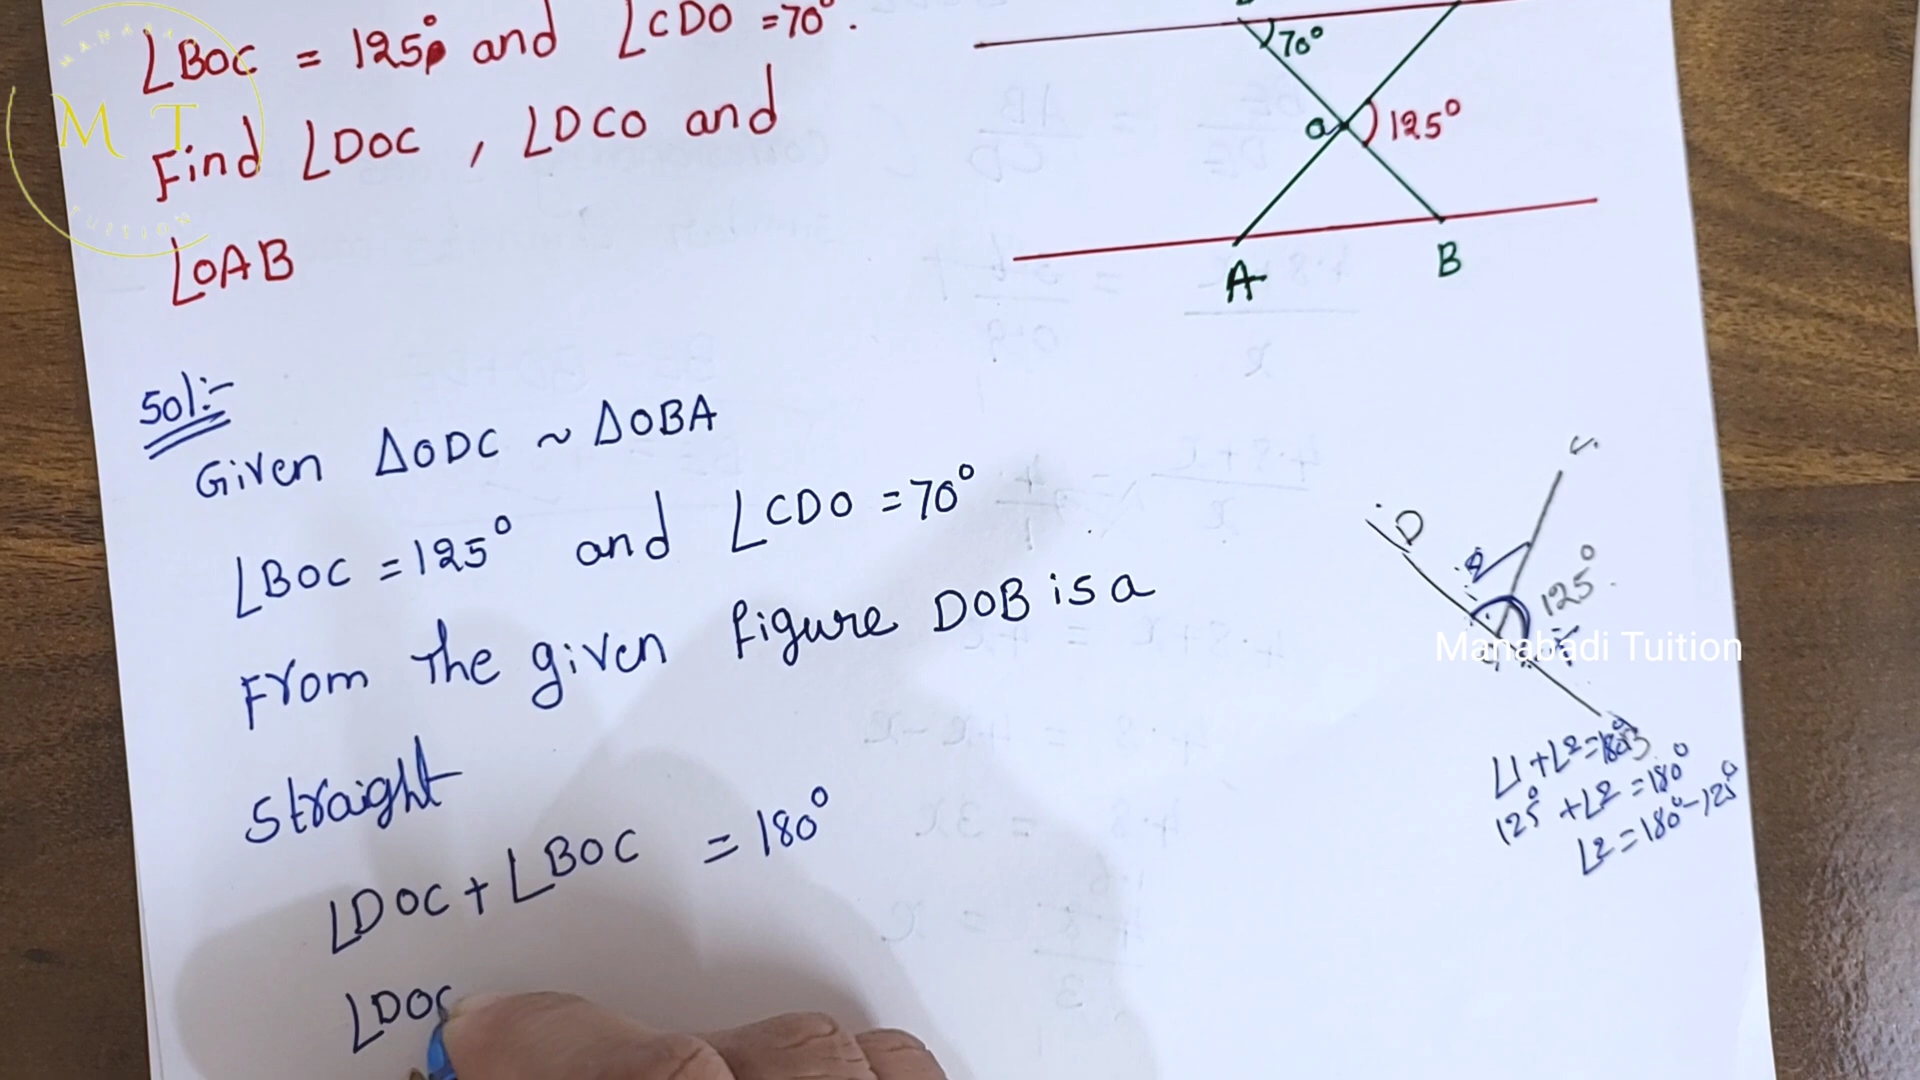 ∠BOC = 125° and ∠CDO = 70°.
Find ∠DOC , ∠DCO and
∠OAB
70°
125°
A
B
Sol:-
Given ΔODC ~ ΔOBA
∠BOC = 125° and ∠CDO = 70°
From the given figure DOB is a
straight
∠DOC + ∠BOC = 180°
∠DOC
D
125°
∠1 + ∠2 = 180°
125° + ∠2 = 180°
∠2 = 180° - 125°
M T
Manabadi Tuition